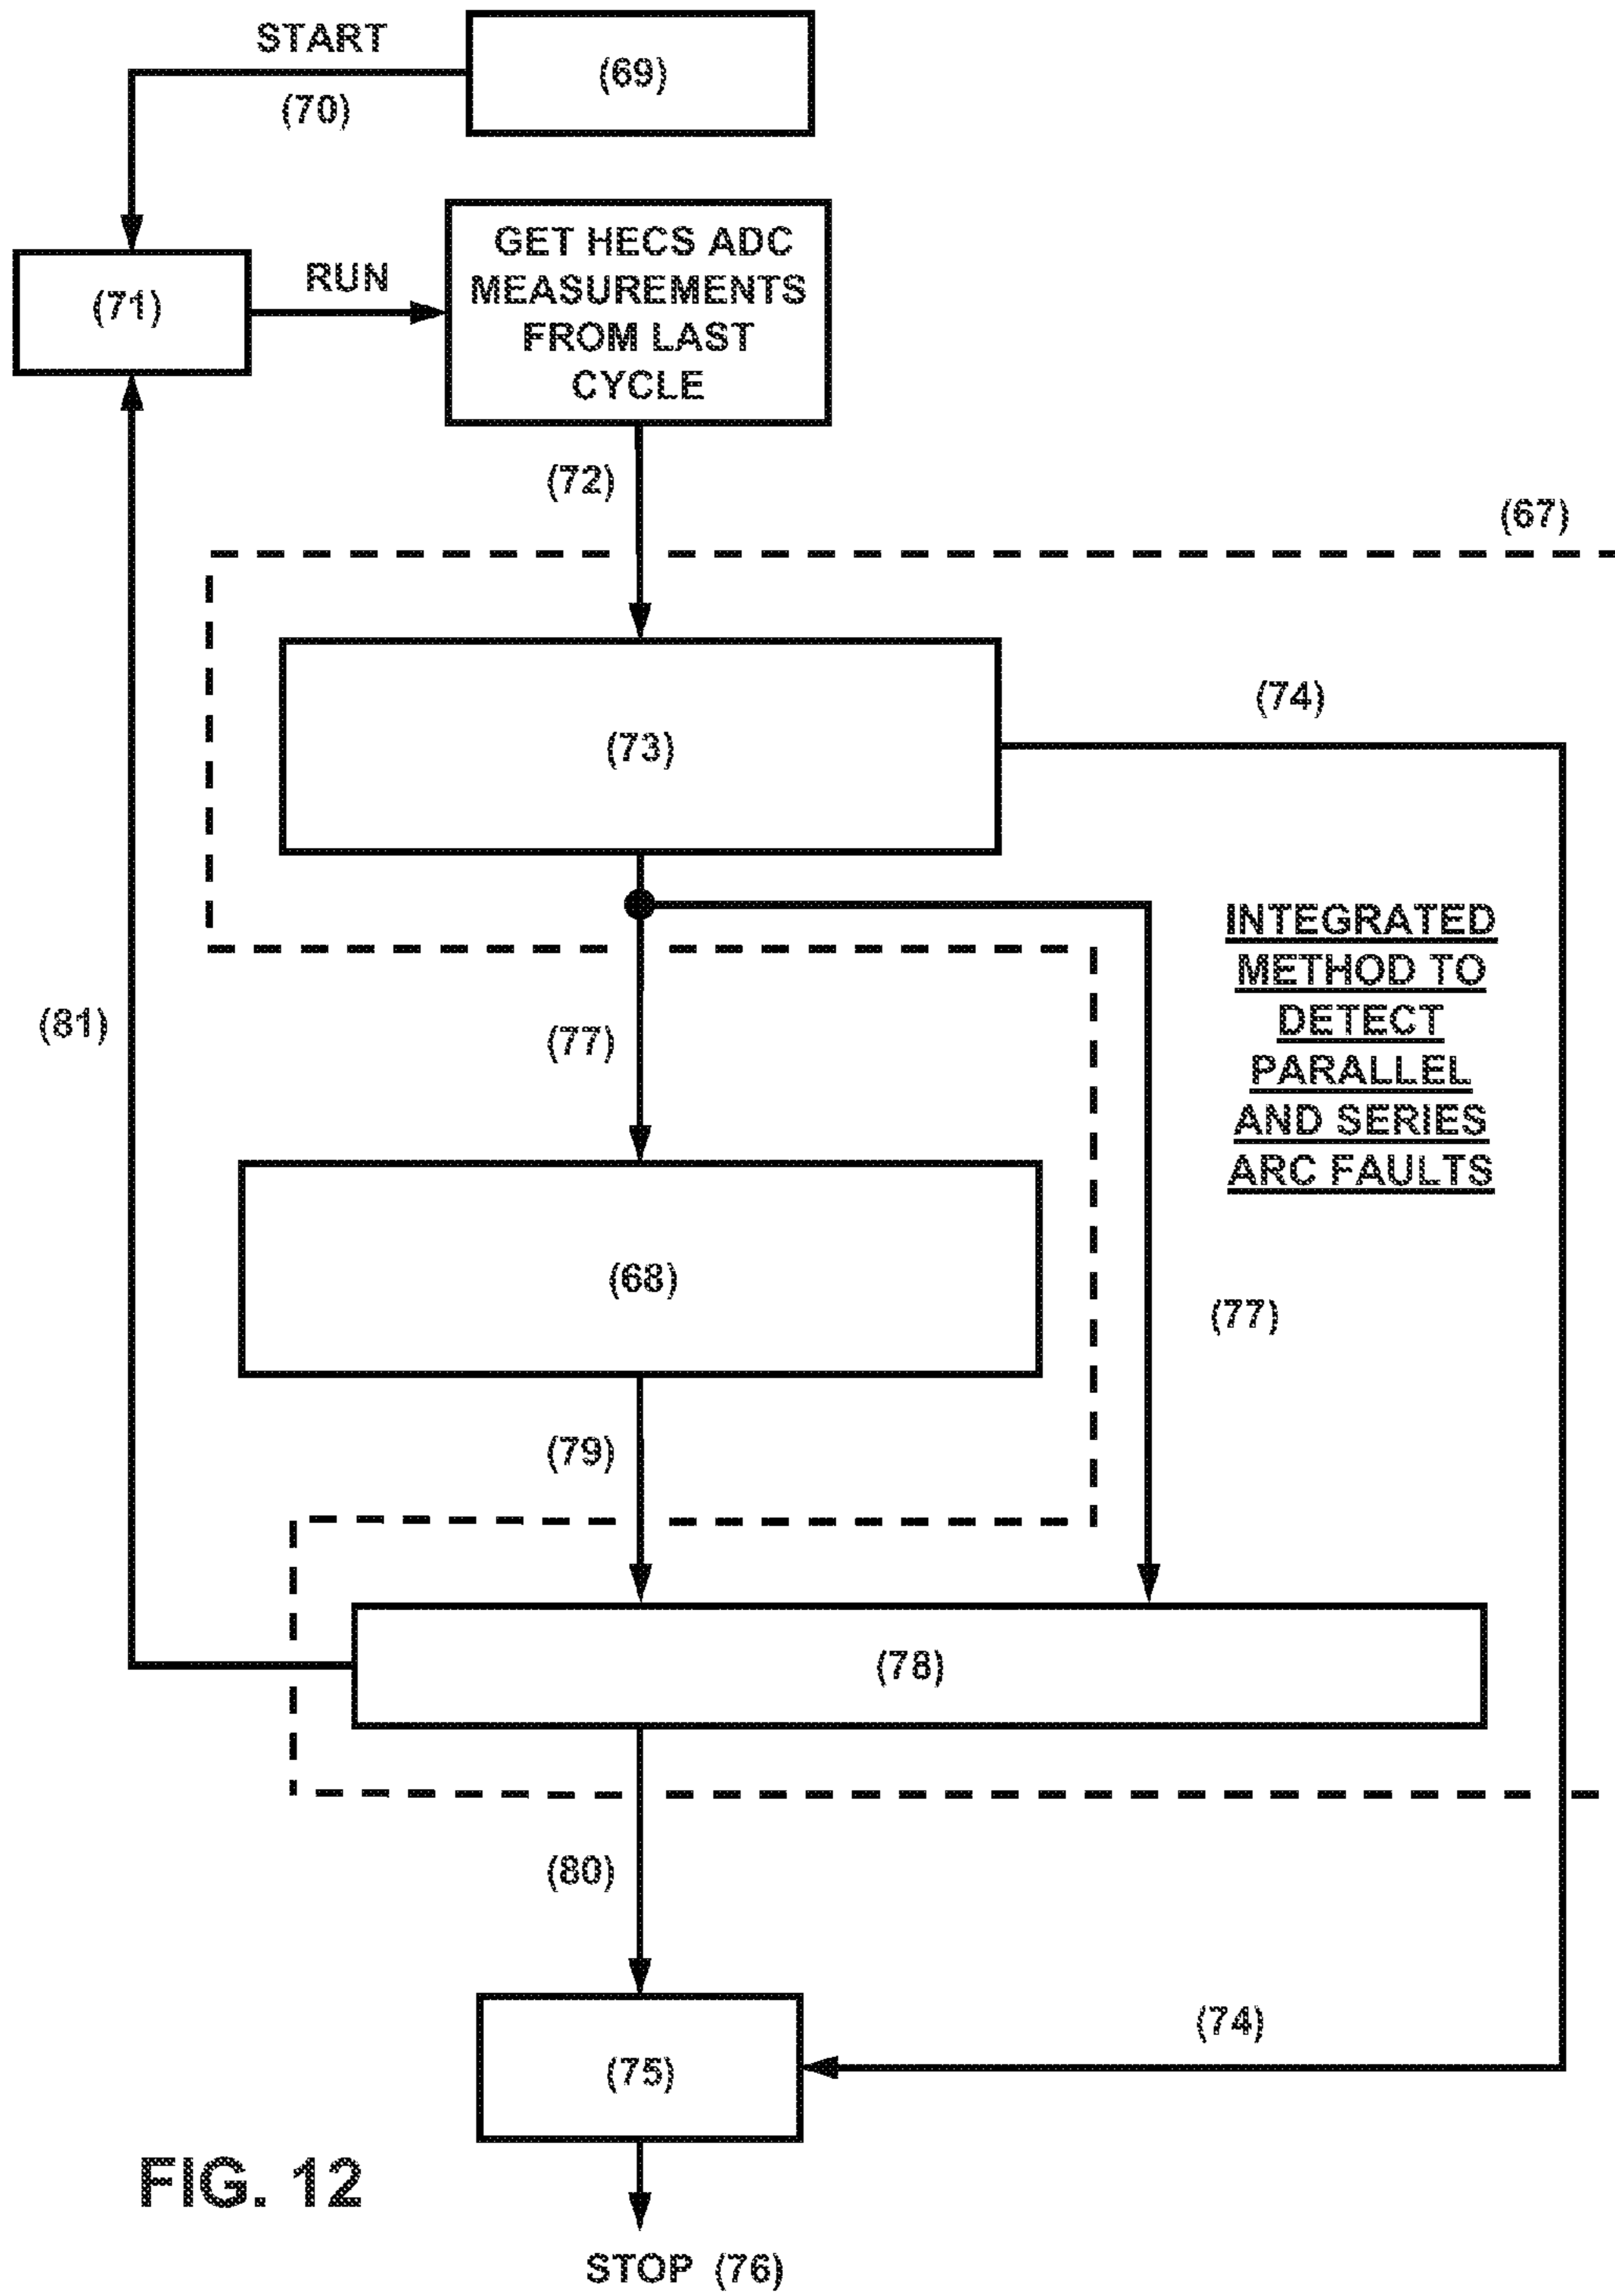 START
(69)
(70)
(71)
RUN
GET HECS ADC
MEASUREMENTS
FROM LAST
CYCLE
(72)
(67)
(73)
(74)
INTEGRATED
METHOD TO
DETECT
PARALLEL
AND SERIES
ARC FAULTS
(81)
(77)
(68)
(77)
(79)
(78)
(80)
(74)
(75)
FIG. 12
STOP (76)